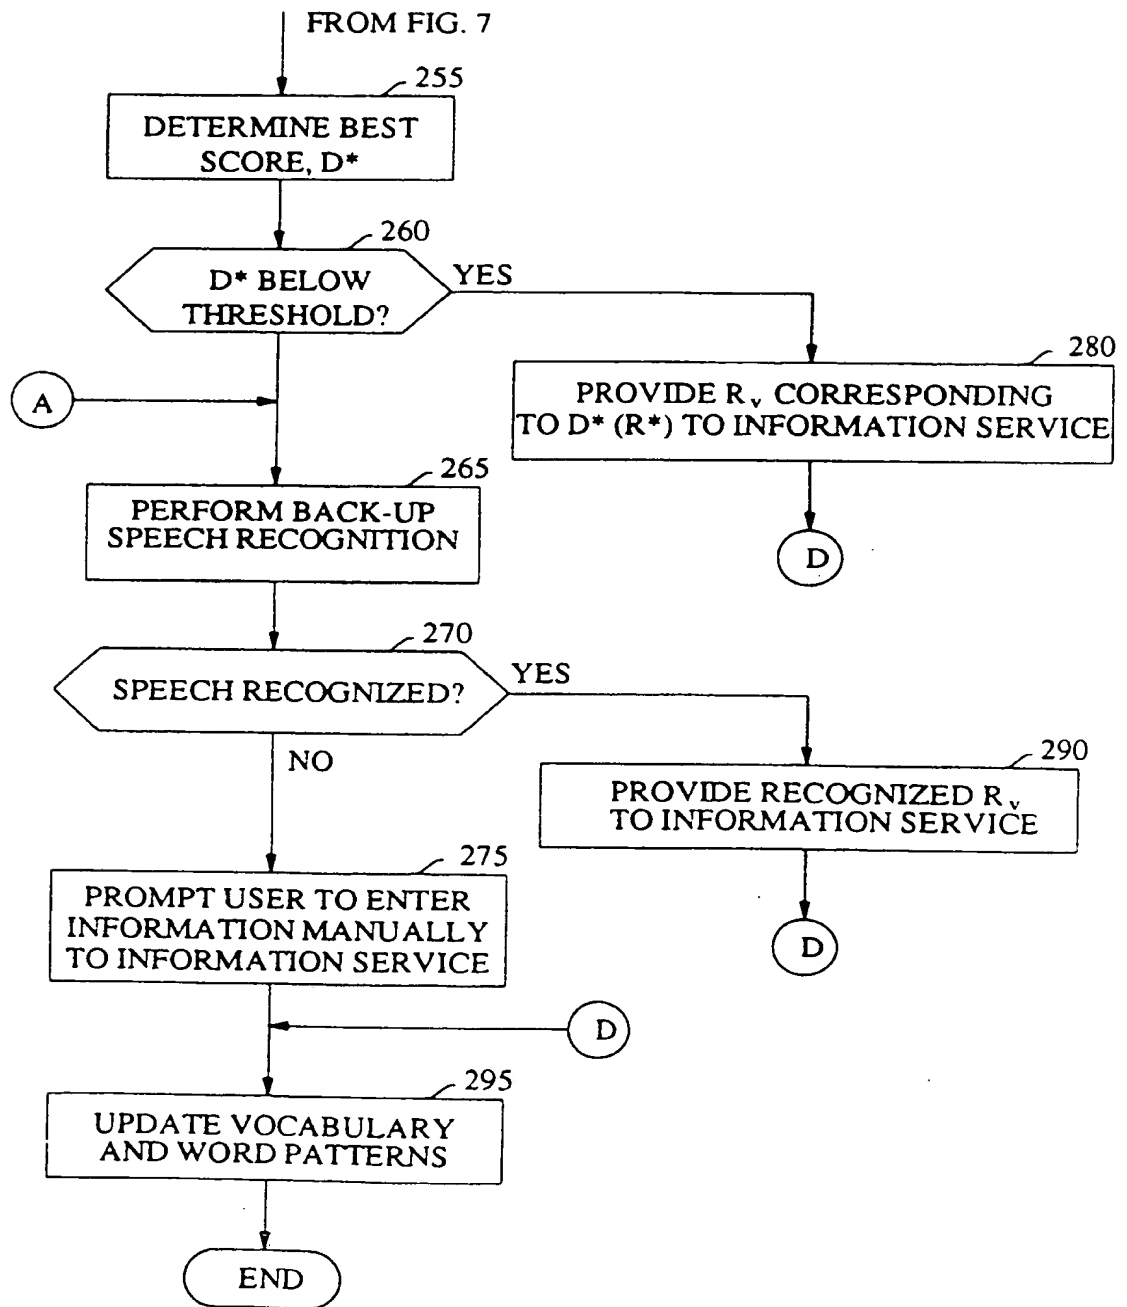 FROM FIG. 7
255
DETERMINE BEST
SCORE, D*
260
D* BELOW
THRESHOLD?
YES
280
PROVIDE Rv CORRESPONDING
TO D* (R*) TO INFORMATION SERVICE
A
265
PERFORM BACK-UP
SPEECH RECOGNITION
D
270
SPEECH RECOGNIZED?
YES
NO
290
PROVIDE RECOGNIZED Rv
TO INFORMATION SERVICE
275
PROMPT USER TO ENTER
INFORMATION MANUALLY
TO INFORMATION SERVICE
D
D
295
UPDATE VOCABULARY
AND WORD PATTERNS
END